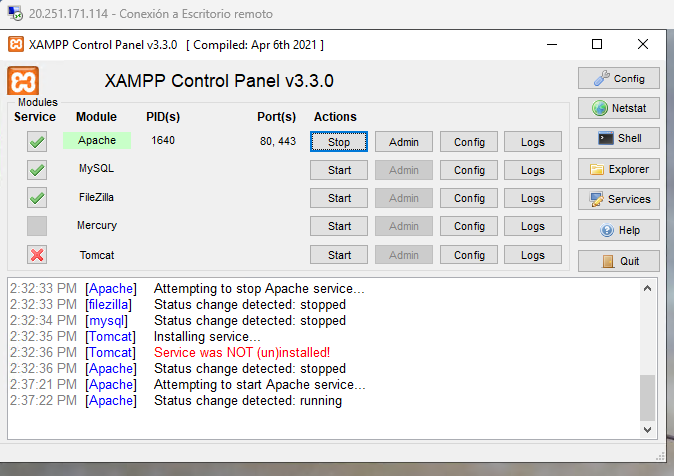 20.251.171.114 - Conexión a Escritorio remoto
XAMPP Control Panel v3.3.0 [ Compiled: Apr 6th 2021 ]
XAMPP Control Panel v3.3.0
Config
Modules
Service Module PID(s) Port(s) Actions
Netstat
Apache 1640 80, 443 Stop Admin Config Logs
Shell
MySQL Start Admin Config Logs
Explorer
FileZilla Start Admin Config Logs
Services
Mercury Start Admin Config Logs
Help
Tomcat Start Admin Config Logs
Quit
2:32:33 PM [Apache] Attempting to stop Apache service...
2:32:33 PM [filezilla] Status change detected: stopped
2:32:34 PM [mysql] Status change detected: stopped
2:32:35 PM [Tomcat] Installing service...
2:32:36 PM [Tomcat] Service was NOT (un)installed!
2:32:36 PM [Apache] Status change detected: stopped
2:37:21 PM [Apache] Attempting to start Apache service...
2:37:22 PM [Apache] Status change detected: running